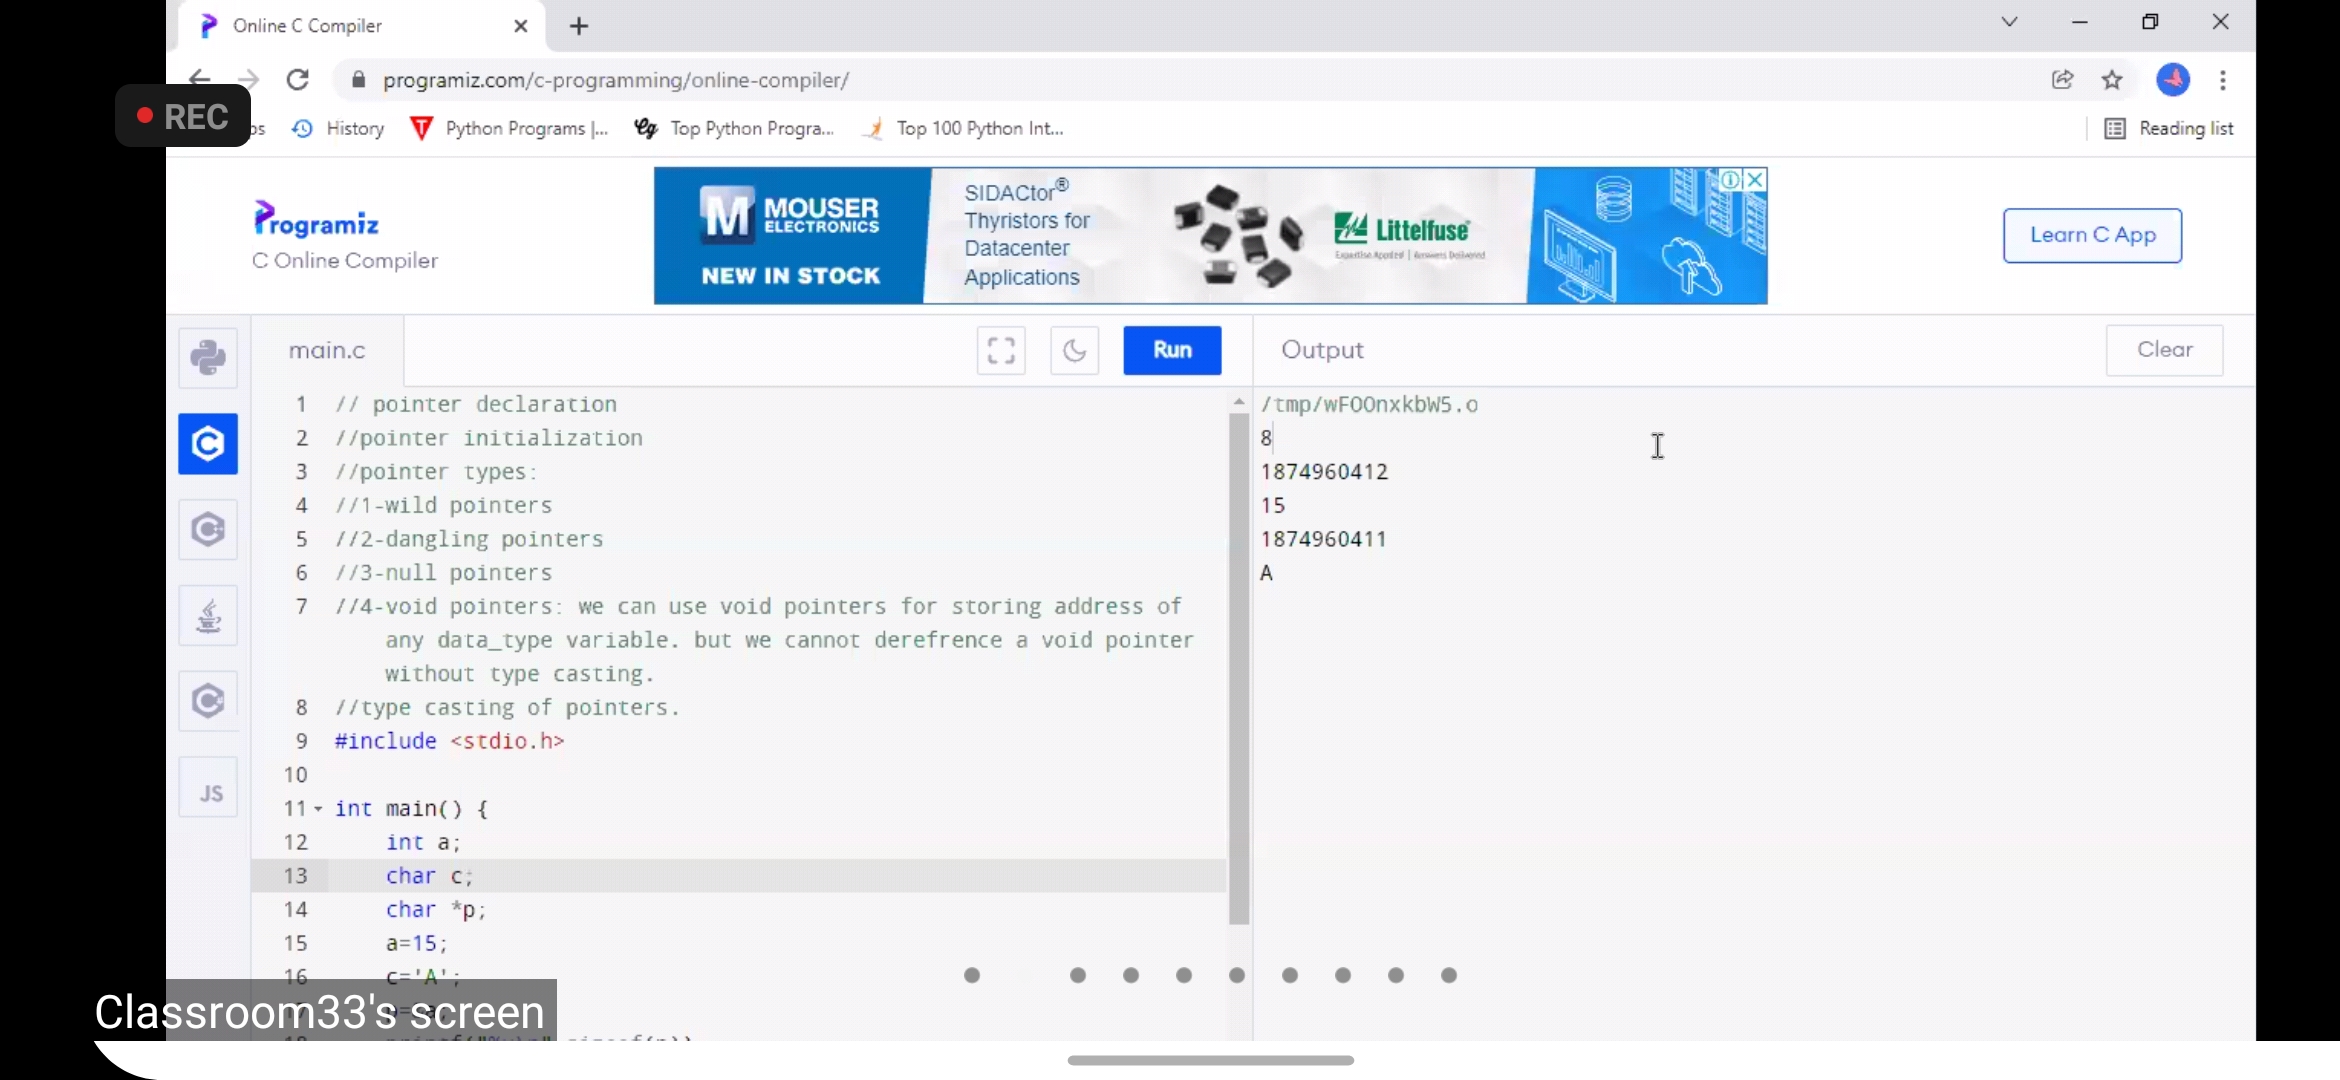 Online C Compiler
programiz.com/c-programming/online-compiler/
REC
os
History
Python Programs |...
Top Python Progra...
Top 100 Python Int...
Reading list
Programiz
C Online Compiler
MOUSER
ELECTRONICS
NEW IN STOCK
SIDACtor®
Thyristors for
Datacenter
Applications
Littelfuse
Expertise Applied | Answers Delivered
Learn C App
main.c
Run
Output
Clear
1 // pointer declaration
2 //pointer initialization
3 //pointer types:
4 //1-wild pointers
5 //2-dangling pointers
6 //3-null pointers
7 //4-void pointers: we can use void pointers for storing address of
any data_type variable. but we cannot derefrence a void pointer
without type casting.
8 //type casting of pointers.
9 #include <stdio.h>
10
11 int main() {
12 int a;
13 char c;
14 char *p;
15 a=15;
16 c='A';
/tmp/wFOOnxkbW5.o
8
1874960412
15
1874960411
A
JS
Classroom33's screen